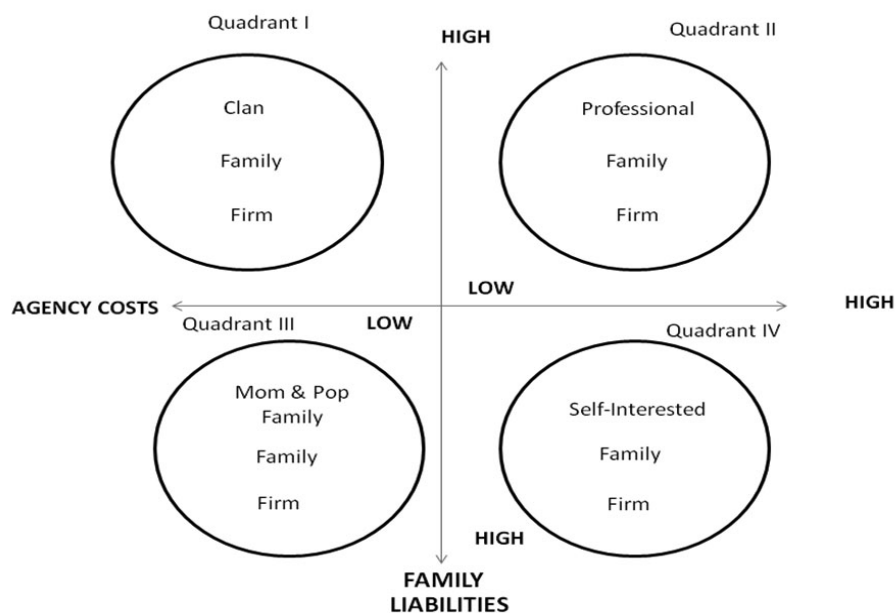 Quadrant I
HIGH
Quadrant II
Clan
Family
Firm
Professional
Family
Firm
LOW
AGENCY COSTS
HIGH
Quadrant III
LOW
Quadrant IV
Mom & Pop
Family
Family
Firm
Self-Interested
Family
Firm
HIGH
FAMILY
LIABILITIES